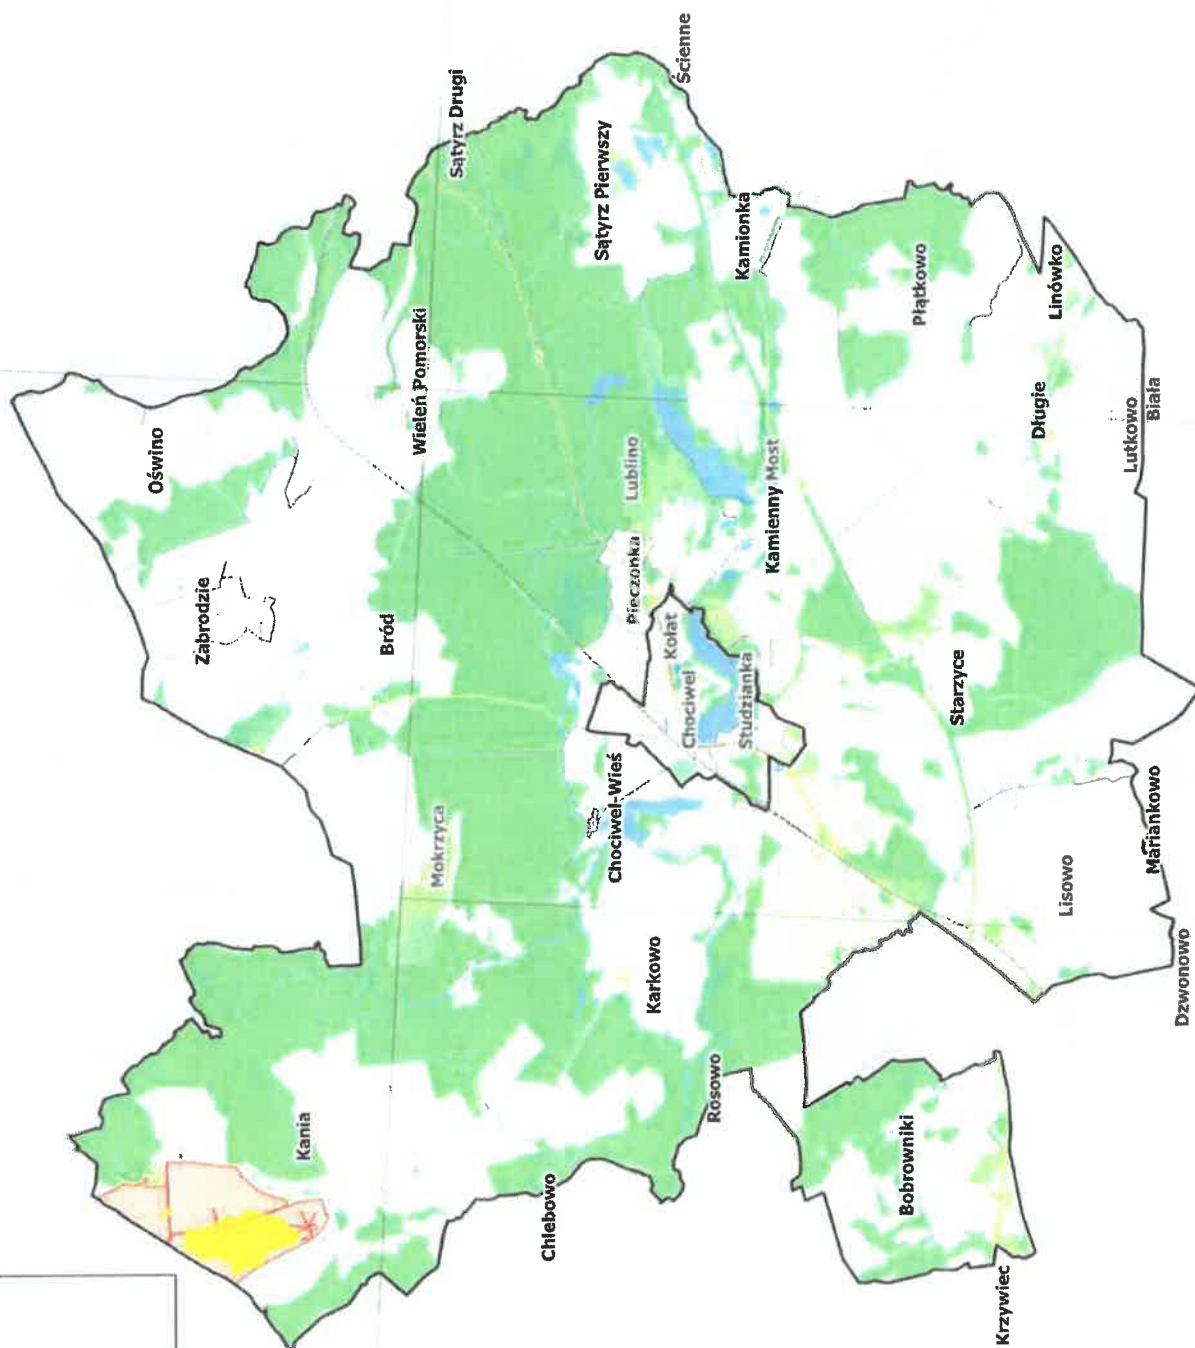 Ścienne
Sątyrz Drugi
Sątyrz Pierwszy
Kamionka
Płątkowo
Linówko
Wieleń Pomorski
Długie
Biała
Lutkowo
Oświno
Lublino
Kamienny Most
Pieczonka
Zabrodzie
Bród
Kołat
Chociwel
Studzianka
Starzyce
Chociwel-Wieś
Mokrzyca
Mariankowo
Lisowo
Karkowo
Dzwonowo
Rosowo
Kania
Bobrowniki
Chlebowo
Krzywiec